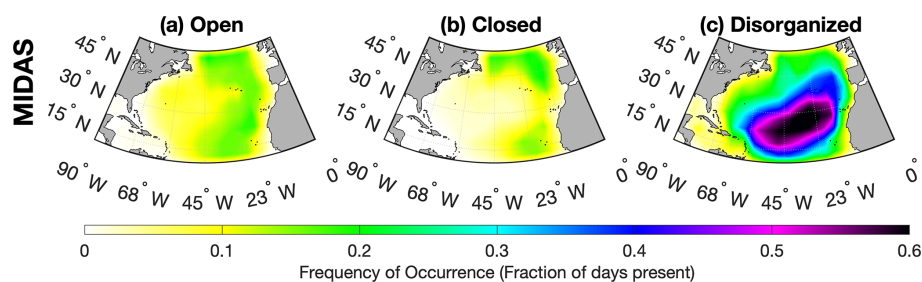 MIDAS
(a) Open
(b) Closed
(c) Disorganized
45° N
30° N
15° N
90° W
68° W
45° W
23° W
0°
45° N
30° N
15° N
90° W
68° W
45° W
23° W
0°
45° N
30° N
15° N
90° W
68° W
45° W
23° W
0°
0 0.1 0.2 0.3 0.4 0.5 0.6
Frequency of Occurrence (Fraction of days present)